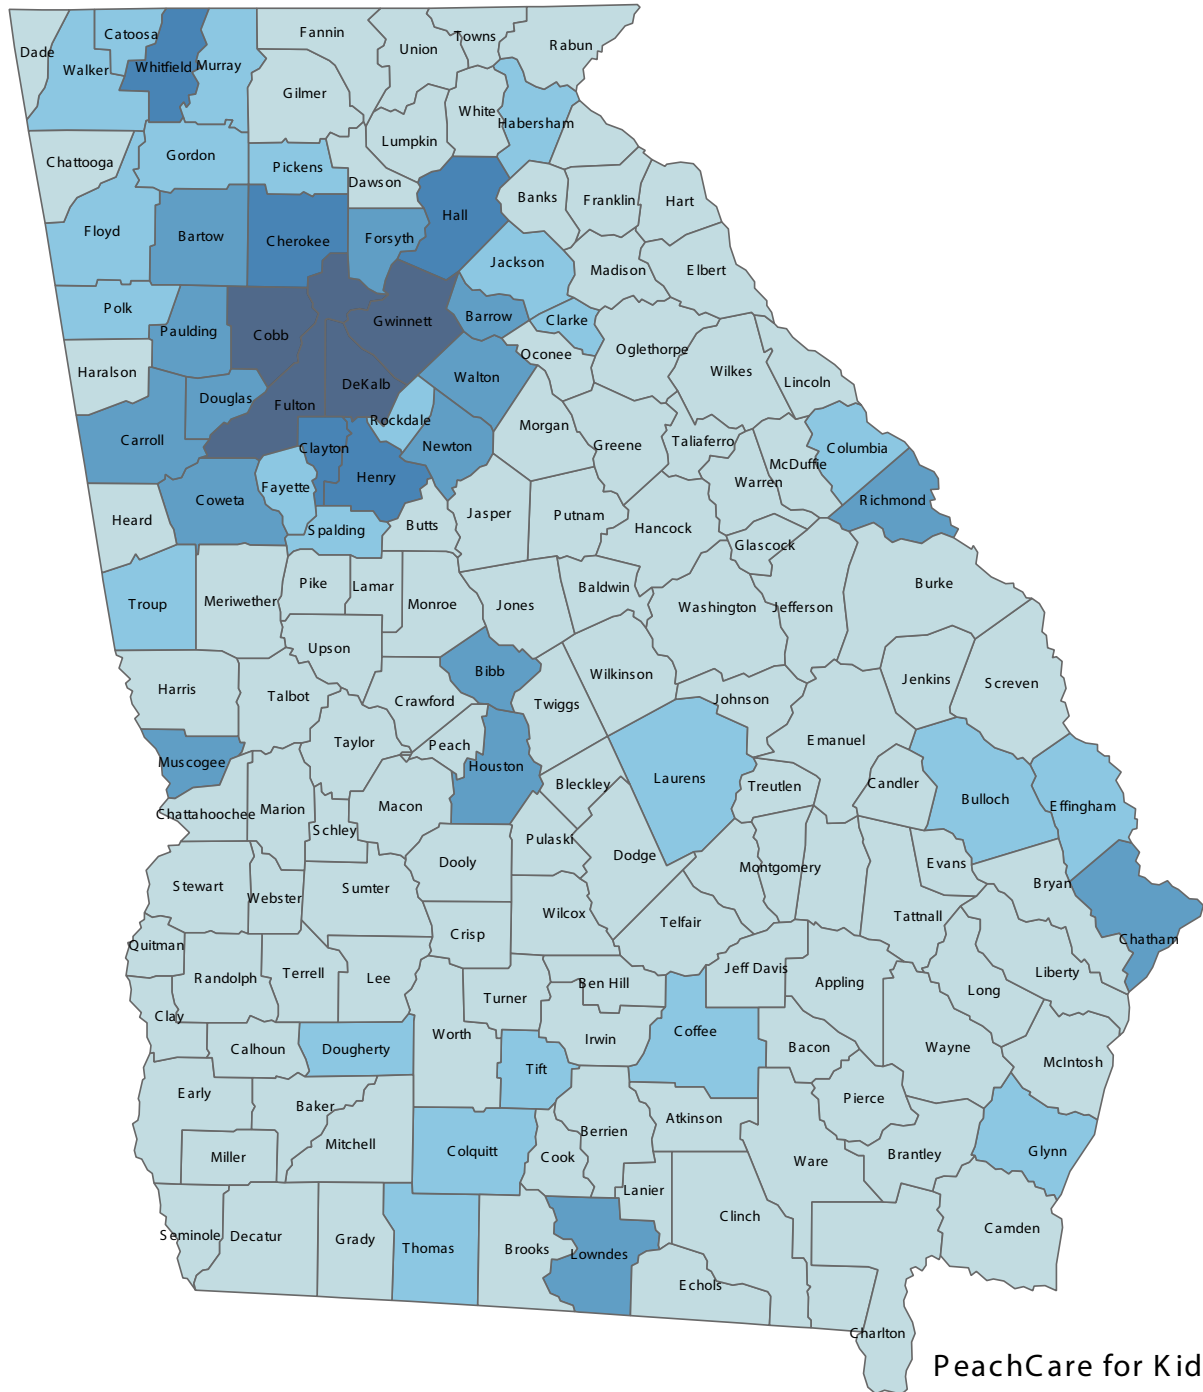 Dade
Catoosa
Whitfield
Walker
Murray
Fannin
Union
Towns
Rabun
Gilmer
White
Habersham
Lumpkin
Chattooga
Gordon
Pickens
Dawson
Banks
Franklin
Hart
Hall
Floyd
Bartow
Cherokee
Forsyth
Jackson
Madison
Elbert
Polk
Paulding
Cobb
Gwinnett
Barrow
Clarke
Oconee
Oglethorpe
Haralson
Walton
Wilkes
Lincoln
DeKalb
Douglas
Fulton
Rockdale
Carroll
Clayton
Newton
Morgan
Greene
Taliaferro
Columbia
McDuffie
Warren
Henry
Fayette
Coweta
Richmond
Heard
Spalding
Butts
Jasper
Putnam
Hancock
Glascock
Troup
Meriwether
Pike
Lamar
Monroe
Jones
Baldwin
Washington
Jefferson
Burke
Upson
Harris
Talbot
Bibb
Crawford
Twiggs
Wilkinson
Johnson
Jenkins
Screven
Taylor
Peach
Emanuel
Muscogee
Houston
Laurens
Bleckley
Treutlen
Candler
Bulloch
Effingham
Chattahoochee
Marion
Macon
Schley
Dooly
Pulaski
Dodge
Montgomery
Evans
Bryan
Stewart
Webster
Sumter
Wilcox
Telfair
Tattnall
Chatham
Quitman
Crisp
Randolph
Terrell
Lee
Turner
Ben Hill
Jeff Davis
Appling
Long
Liberty
Clay
Calhoun
Dougherty
Worth
Irwin
Coffee
Bacon
Wayne
McIntosh
Early
Baker
Tift
Pierce
Atkinson
Mitchell
Miller
Colquitt
Cook
Berrien
Ware
Brantley
Glynn
Lanier
Seminole
Decatur
Grady
Thomas
Brooks
Lowndes
Clinch
Camden
Echols
Charlton
PeachCare for Kid